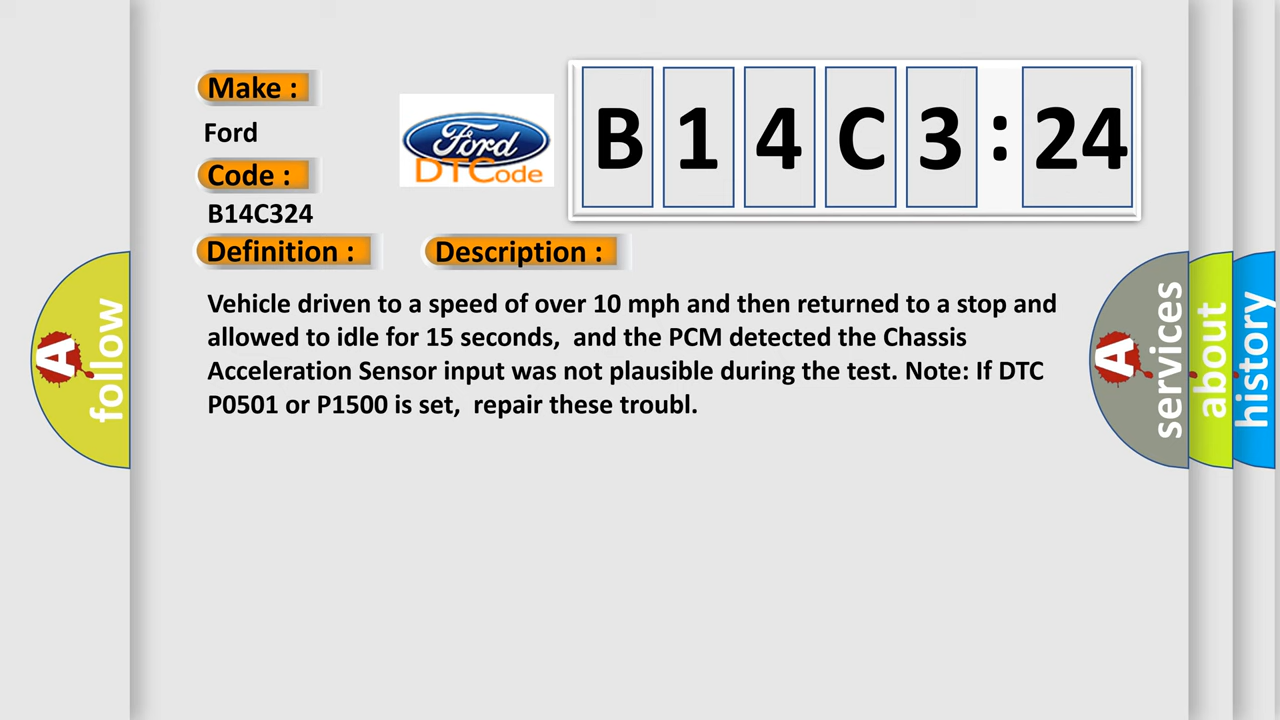 Make :
Ford
Code :
B14C324
Ford
DTCode
B14C3:24
Definition :
Description :
Vehicle driven to a speed of over 10 mph and then returned to a stop and
allowed to idle for 15 seconds,  and the PCM detected the Chassis
Acceleration Sensor input was not plausible during the test. Note: If DTC
P0501 or P1500 is set,  repair these troubl.
A
follow
A
services
about
history